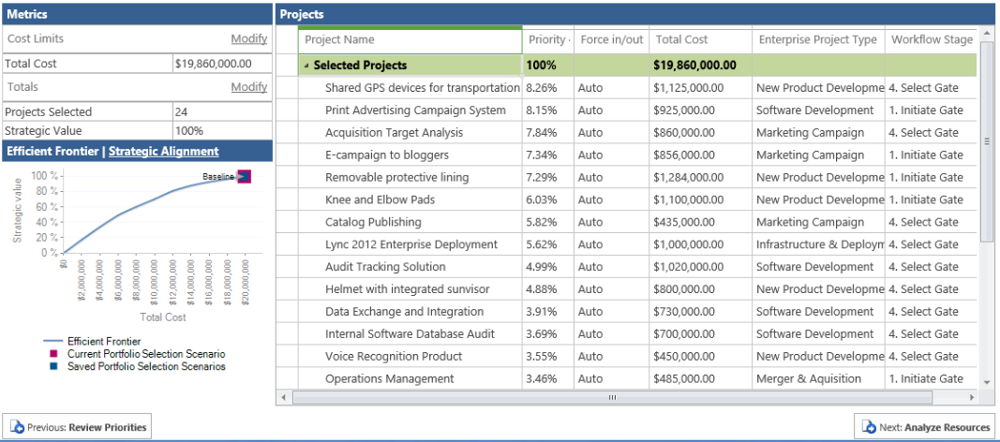 Metrics
Cost Limits Modify
Total Cost $19,860,000.00
Totals Modify
Projects Selected 24
Strategic Value 100%
Efficient Frontier | Strategic Alignment
Baseline
100 %
80 %
60 %
40 %
20 %
0 %
Strategic value
$0
$2,000,000
$4,000,000
$6,000,000
$8,000,000
$10,000,000
$12,000,000
$14,000,000
$16,000,000
$18,000,000
$20,000,000
Total Cost
Efficient Frontier
Current Portfolio Selection Scenario
Saved Portfolio Selection Scenarios
Projects
Project Name Priority Force in/out Total Cost Enterprise Project Type Workflow Stage
Selected Projects 100% $19,860,000.00
Shared GPS devices for transportation 8.26% Auto $1,125,000.00 New Product Developme 4. Select Gate
Print Advertising Campaign System 8.15% Auto $925,000.00 Software Development 1. Initiate Gate
Acquisition Target Analysis 7.84% Auto $860,000.00 Marketing Campaign 4. Select Gate
E-campaign to bloggers 7.34% Auto $856,000.00 Marketing Campaign 1. Initiate Gate
Removable protective lining 7.29% Auto $1,284,000.00 New Product Developme 1. Initiate Gate
Knee and Elbow Pads 6.03% Auto $1,100,000.00 New Product Developme 1. Initiate Gate
Catalog Publishing 5.82% Auto $435,000.00 Marketing Campaign 4. Select Gate
Lync 2012 Enterprise Deployment 5.62% Auto $1,000,000.00 Infrastructure & Deploym 4. Select Gate
Audit Tracking Solution 4.99% Auto $1,020,000.00 Software Development 4. Select Gate
Helmet with integrated sunvisor 4.88% Auto $800,000.00 New Product Developme 4. Select Gate
Data Exchange and Integration 3.91% Auto $730,000.00 Software Development 4. Select Gate
Internal Software Database Audit 3.69% Auto $700,000.00 Software Development 4. Select Gate
Voice Recognition Product 3.55% Auto $450,000.00 New Product Developme 4. Select Gate
Operations Management 3.46% Auto $485,000.00 Merger & Aquisition 1. Initiate Gate
Previous: Review Priorities
Next: Analyze Resources